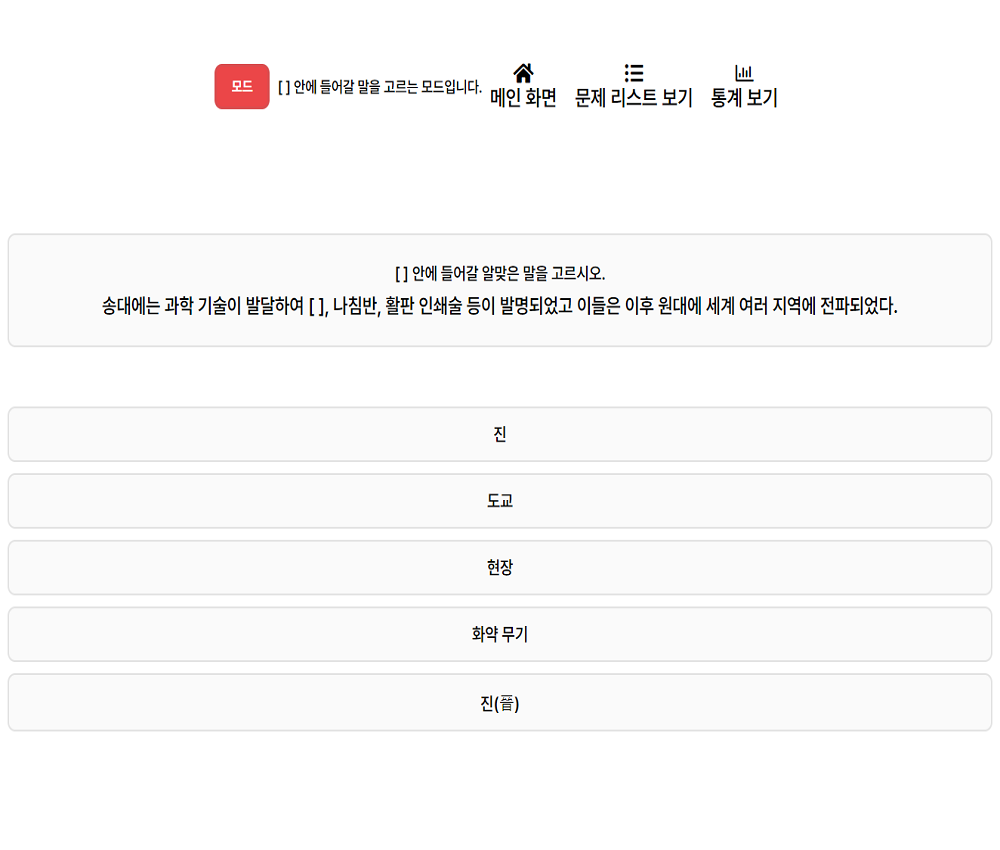 모드
[ ] 안에 들어갈 말을 고르는 모드입니다.
메인 화면
문제 리스트 보기
통계 보기
[ ] 안에 들어갈 알맞은 말을 고르시오.
송대에는 과학 기술이 발달하여 [ ], 나침반, 활판 인쇄술 등이 발명되었고 이들은 이후 원대에 세계 여러 지역에 전파되었다.
진
도교
현장
화약 무기
진(晉)